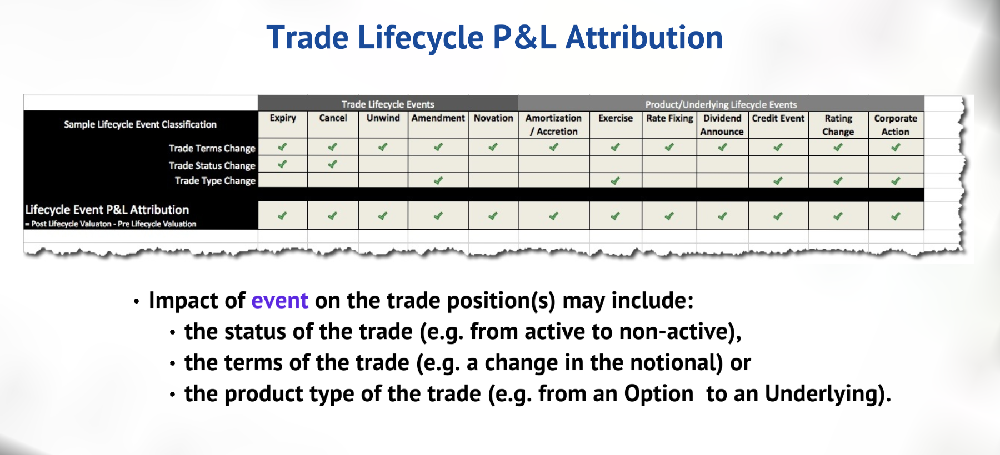 Trade Lifecycle P&L Attribution
Trade Lifecycle Events Product/Underlying Lifecycle Events
Sample Lifecycle Event Classification Expiry Cancel Unwind Amendment Novation Amortization / Accretion Exercise Rate Fixing Dividend Announce Credit Event Rating Change Corporate Action
Trade Terms Change ✓ ✓ ✓ ✓ ✓ ✓ ✓ ✓ ✓ ✓ ✓ ✓
Trade Status Change ✓ ✓
Trade Type Change ✓ ✓ ✓ ✓ ✓
Lifecycle Event P&L Attribution ✓ ✓ ✓ ✓ ✓ ✓ ✓ ✓ ✓ ✓ ✓ ✓
= Post Lifecycle Valuaton - Pre Lifecycle Valuation
• Impact of event on the trade position(s) may include:
• the status of the trade (e.g. from active to non-active),
• the terms of the trade (e.g. a change in the notional) or
• the product type of the trade (e.g. from an Option to an Underlying).